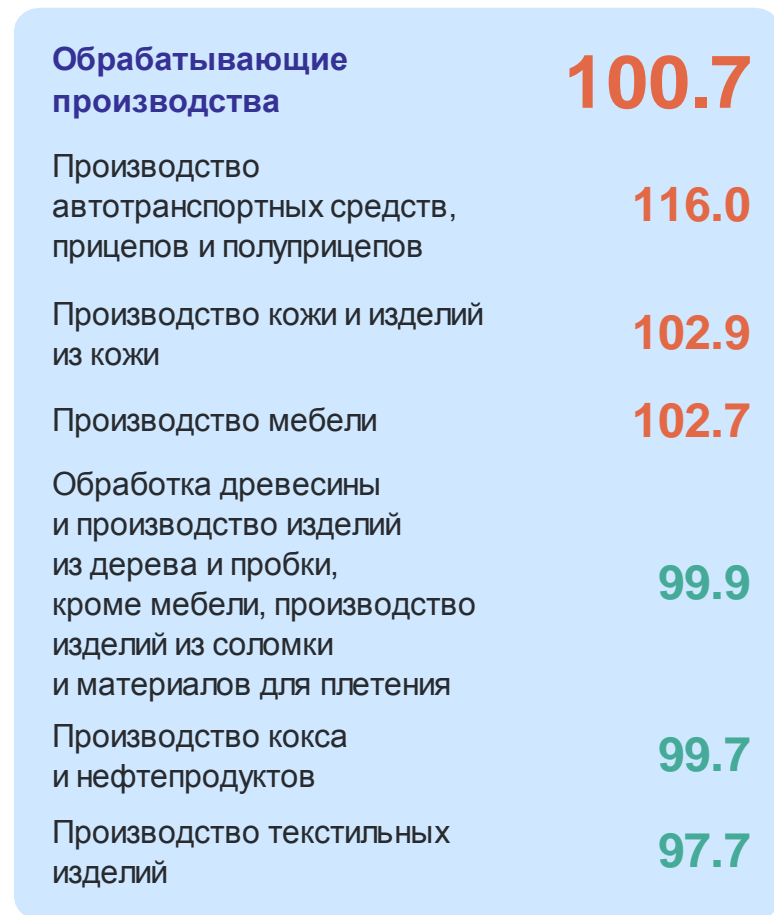 Обрабатывающие
производства
100.7
Производство
автотранспортных средств,
прицепов и полуприцепов
116.0
Производство кожи и изделий
из кожи
102.9
Производство мебели
102.7
Обработка древесины
и производство изделий
из дерева и пробки,
кроме мебели, производство
изделий из соломки
и материалов для плетения
99.9
Производство кокса
и нефтепродуктов
99.7
Производство текстильных
изделий
97.7